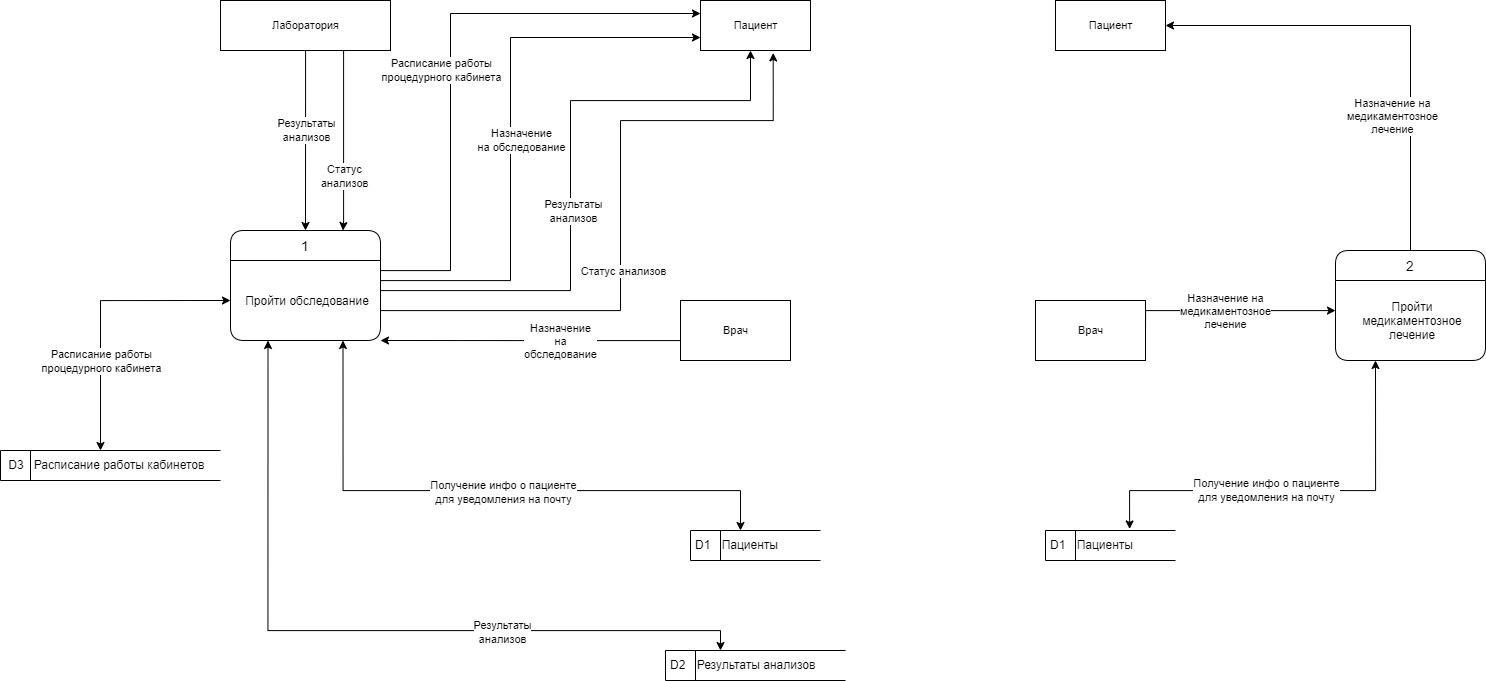 Лаборатория
Пациент
Пациент
Расписание работы
процедурного кабинета
Результаты
анализов
Назначение
на обследование
Статус
анализов
Результаты
анализов
Статус анализов
Назначение на
медикаментозное
лечение
1
Пройти обследование
2
Пройти
медикаментозное
лечение
Врач
Назначение
на
обследование
Врач
Назначение на
медикаментозное
лечение
Расписание работы
процедурного кабинета
D3 Расписание работы кабинетов
Получение инфо о пациенте
для уведомления на почту
Получение инфо о пациенте
для уведомления на почту
D1 Пациенты
D1 Пациенты
Результаты
анализов
D2 Результаты анализов